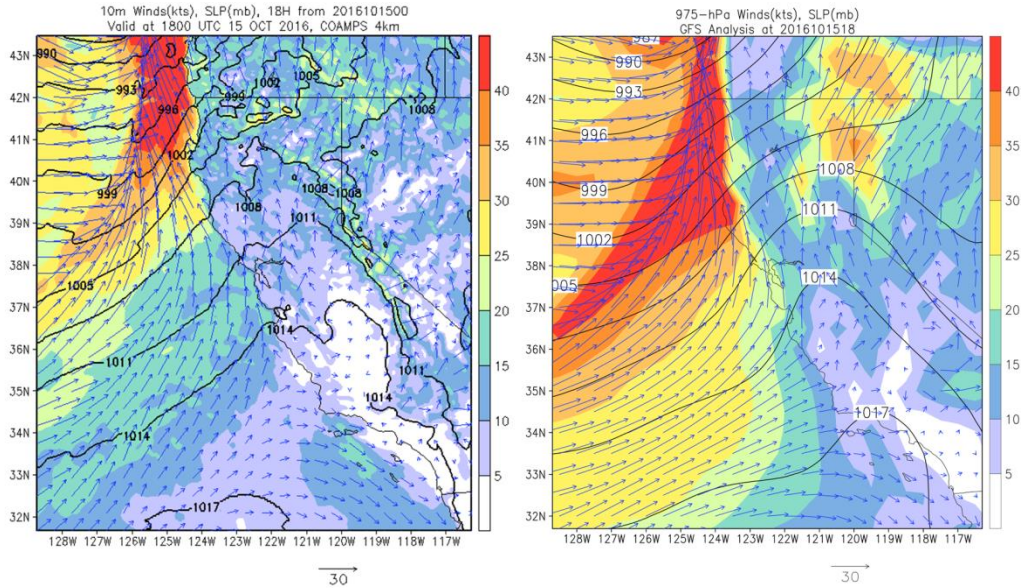 10m Winds(kts), SLP(mb), 18H from 2016101500
Valid at 1800 UTC 15 OCT 2016, COAMPS 4km
43N
42N
41N
40N
39N
38N
37N
36N
35N
34N
33N
32N
990
993
996
999
1002
1005
1002
999
1005
1008
1002
999
1008
1008
1008
1011
1005
1011
1014
1011
1014
1014
1017
40
35
30
25
20
15
10
5
128W 127W 126W 125W 124W 123W 122W 121W 120W 119W 118W 117W
30
975-hPa Winds(kts), SLP(mb)
GFS Analysis at 2016101518
43N
42N
41N
40N
39N
38N
37N
36N
35N
34N
33N
32N
987
990
993
996
999
1002
005
1008
1011
1014
1017
40
35
30
25
20
15
10
5
128W 127W 126W 125W 124W 123W 122W 121W 120W 119W 118W 117W
30